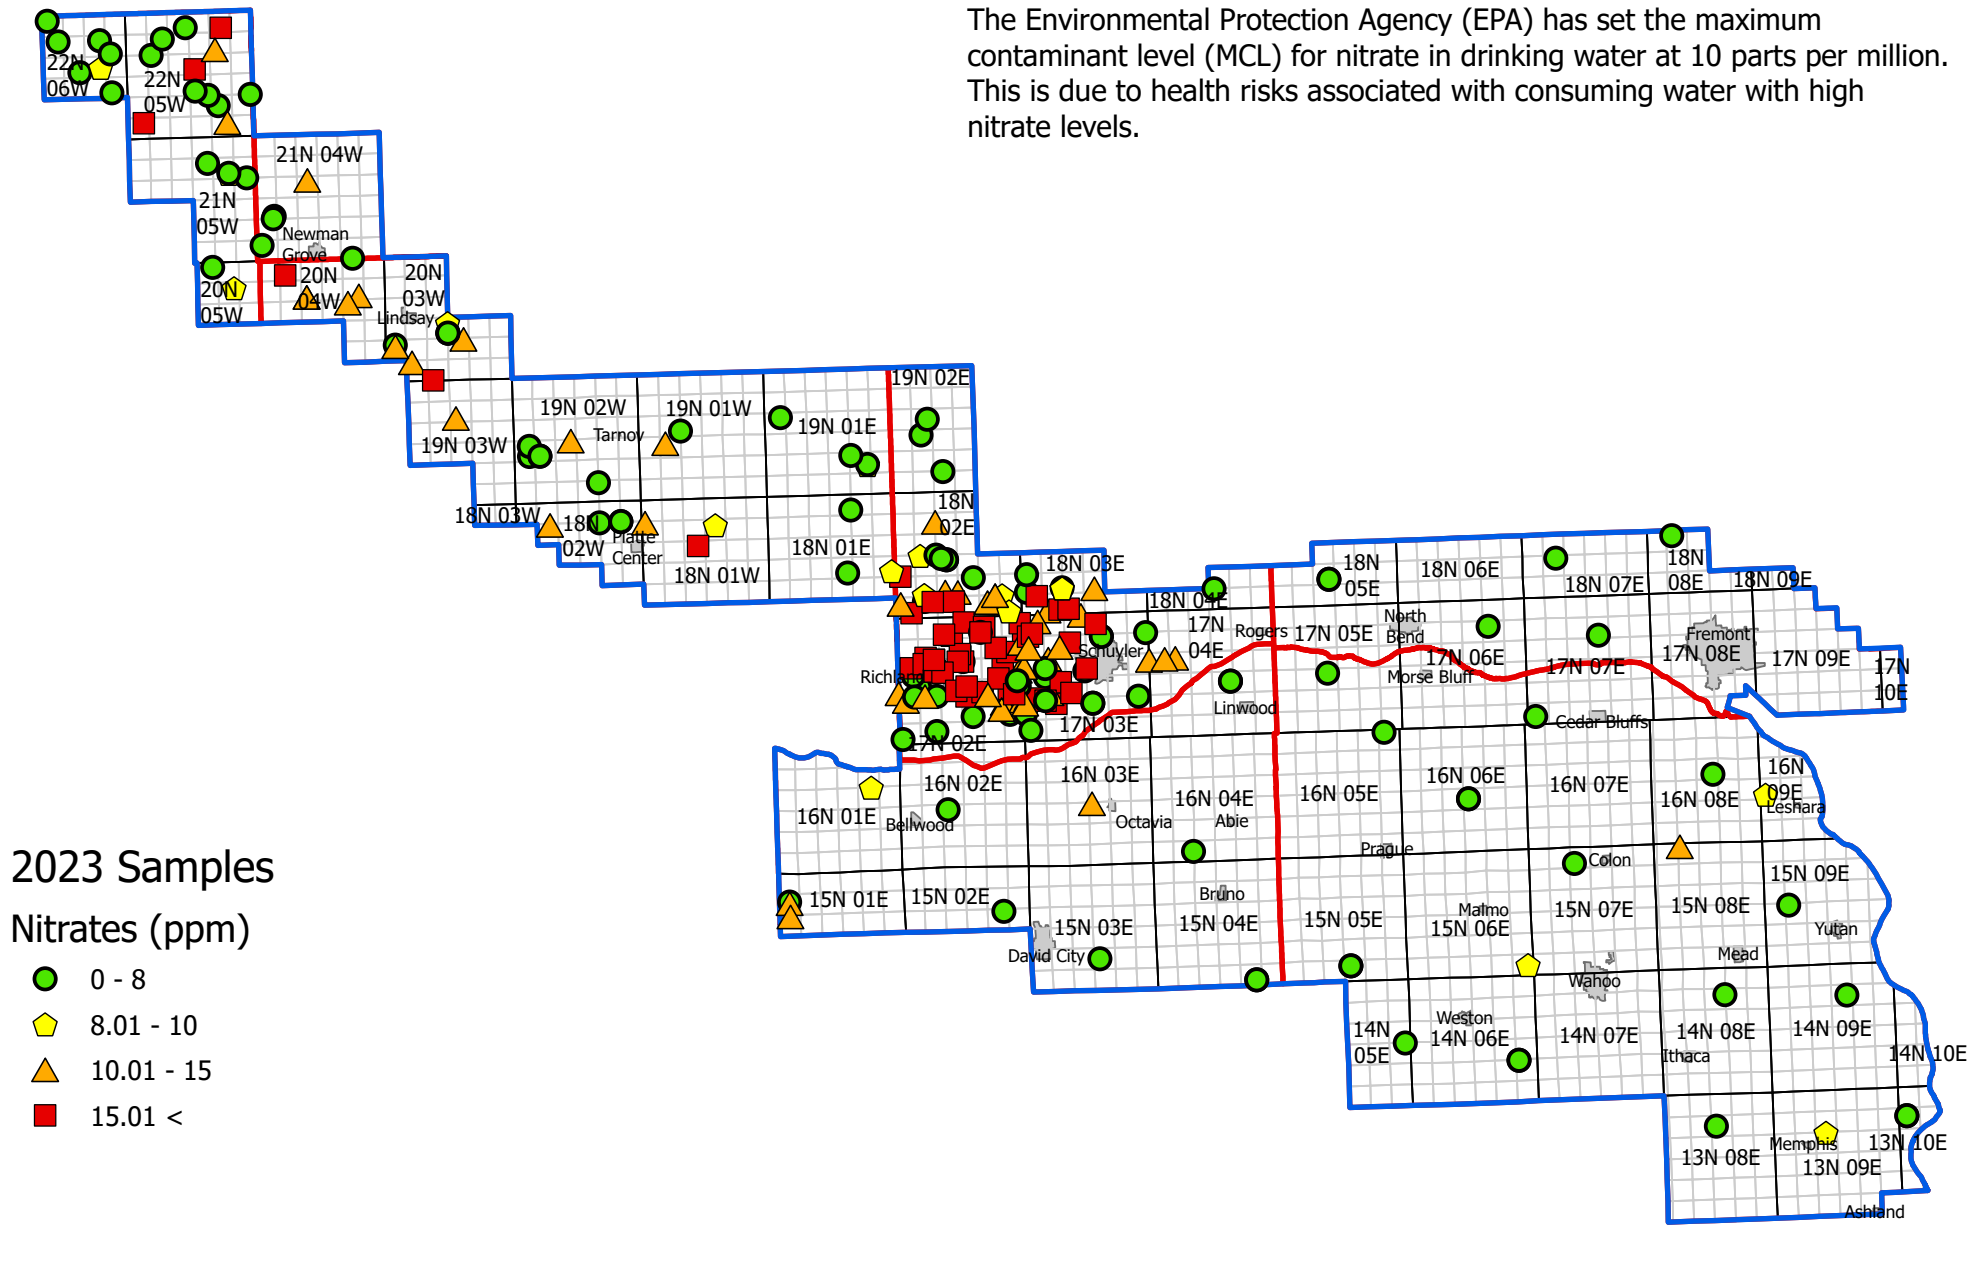 The Environmental Protection Agency (EPA) has set the maximum
contaminant level (MCL) for nitrate in drinking water at 10 parts per million.
This is due to health risks associated with consuming water with high
nitrate levels.
22N
06W
22N
05W
21N 04W
21N
05W
Newman
Grove
20N
05W
20N
04W
20N
03W
Lindsay
19N 03W
19N 02W
Tarnov
19N 01W
19N 01E
19N 02E
18N 03W
18N
02W
Platte
Center
18N 01W
18N 01E
18N
02E
18N 03E
18N 04E
18N
05E
18N 06E
18N 07E
18N
08E
18N 09E
17N
04E
Rogers
17N 05E
North
Bend
17N 06E
Morse Bluff
17N 07E
Fremont
17N 08E
17N 09E
17N
10E
Richland
Schuyler
Linwood
Cedar Bluffs
17N 02E
17N 03E
16N 01E
16N 02E
Bellwood
16N 03E
Octavia
16N 04E
Abie
16N 05E
Prague
16N 06E
16N 07E
Colon
16N 08E
16N
09E
Leshara
15N 01E
15N 02E
15N 03E
David City
Bruno
15N 04E
15N 05E
Malmo
15N 06E
15N 07E
Wahoo
15N 08E
Mead
15N 09E
Yutan
14N
05E
Weston
14N 06E
14N 07E
14N 08E
Ithaca
14N 09E
14N 10E
13N 08E
Memphis
13N 09E
13N 10E
Ashland
2023 Samples
Nitrates (ppm)
0 - 8
8.01 - 10
10.01 - 15
15.01 <